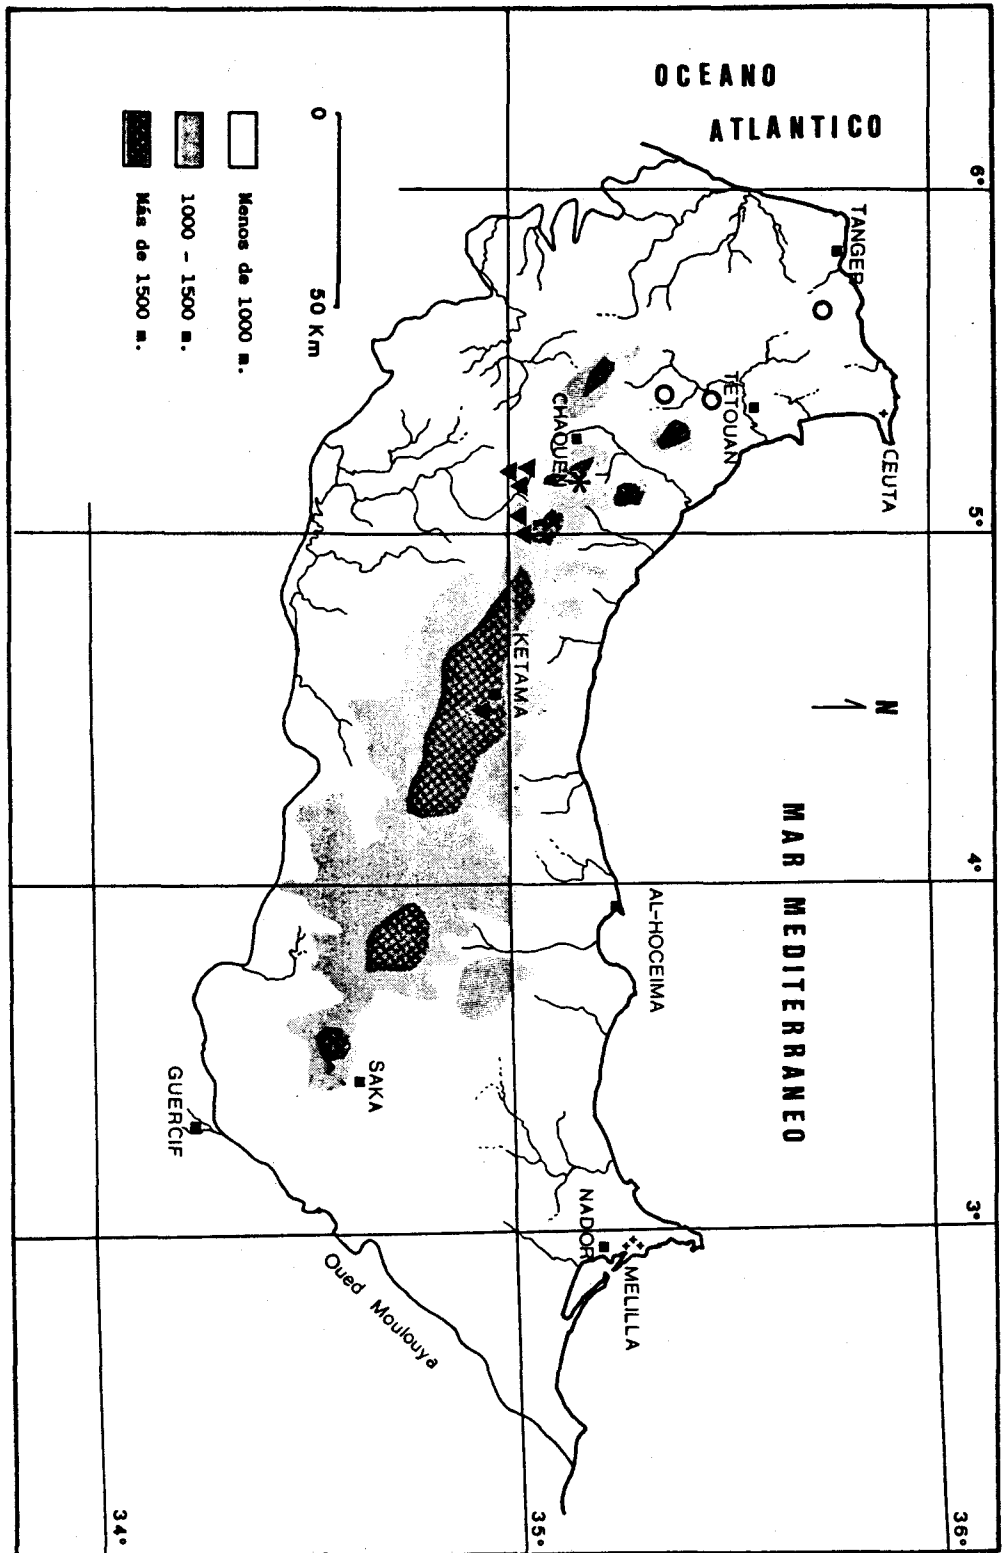 OCEANO
ATLANTICO
6°
TANGER
TETOUAN
CEUTA
CHAQUEN
5°
KETAMA
N
MAR MEDITERRANEO
4°
AL-HOCEIMA
SAKA
GUERCIF
3°
NADOR
MELILLA
Oued Moulouya
34°
35°
36°
0
50 Km
Menos de 1000 m.
1000 - 1500 m.
Más de 1500 m.